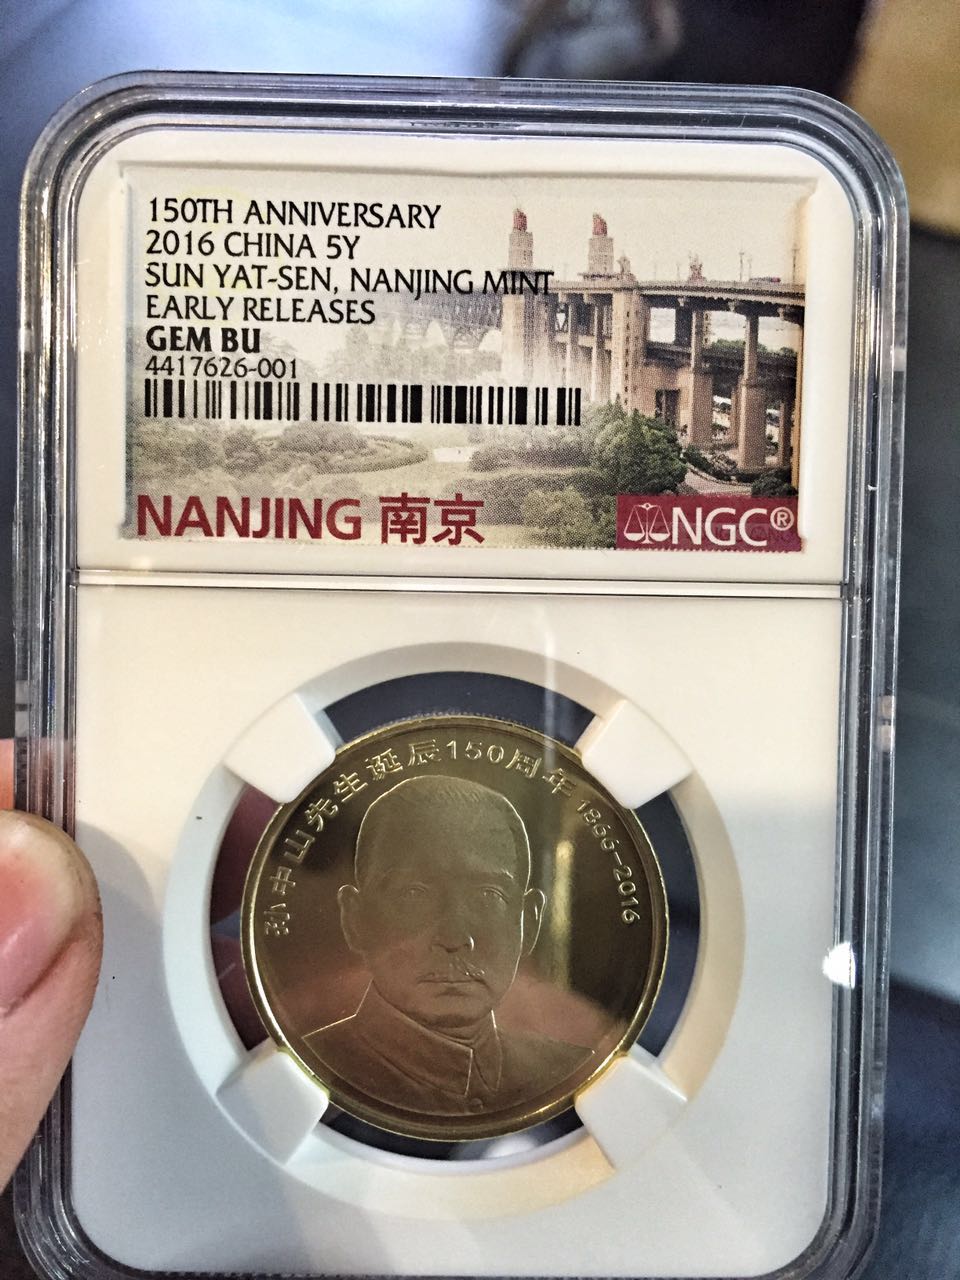 150TH ANNIVERSARY
2016 CHINA 5Y
SUN YAT-SEN, NANJING MINT
EARLY RELEASES
GEM BU
4417626-001
NANJING 南京
NGC®
孙中山先生诞辰150周年 1866-2016